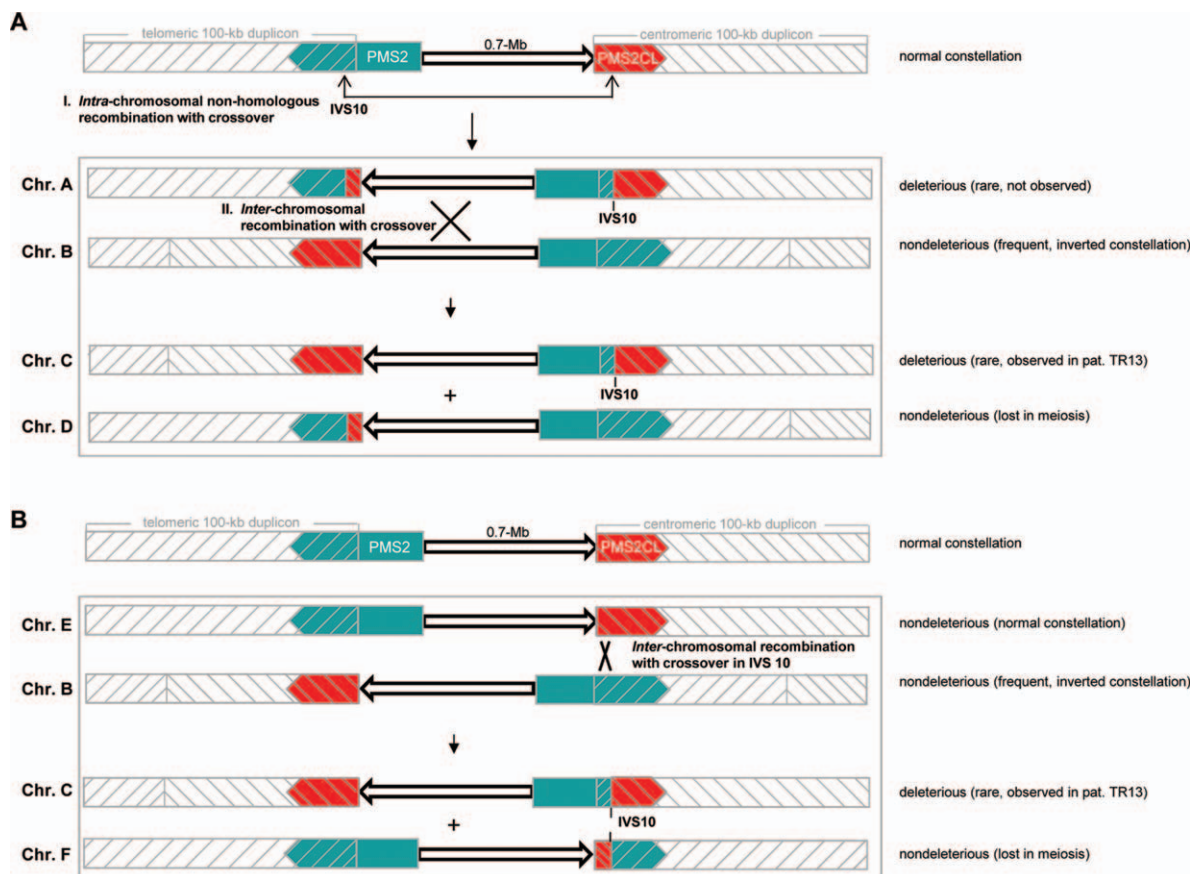 A
telomeric 100-kb duplicon
0.7-Mb
centromeric 100-kb duplicon
PMS2
PMS2CL
normal constellation
I. Intra-chromosomal non-homologous
recombination with crossover
IVS10
Chr. A
deleterious (rare, not observed)
II. Inter-chromosomal
recombination with crossover
IVS10
Chr. B
nondeleterious (frequent, inverted constellation)
Chr. C
deleterious (rare, observed in pat. TR13)
+
IVS10
Chr. D
nondeleterious (lost in meiosis)
B
telomeric 100-kb duplicon
0.7-Mb
centromeric 100-kb duplicon
PMS2
PMS2CL
normal constellation
Chr. E
nondeleterious (normal constellation)
Inter-chromosomal recombination
with crossover in IVS 10
Chr. B
nondeleterious (frequent, inverted constellation)
Chr. C
deleterious (rare, observed in pat. TR13)
+
IVS10
Chr. F
nondeleterious (lost in meiosis)